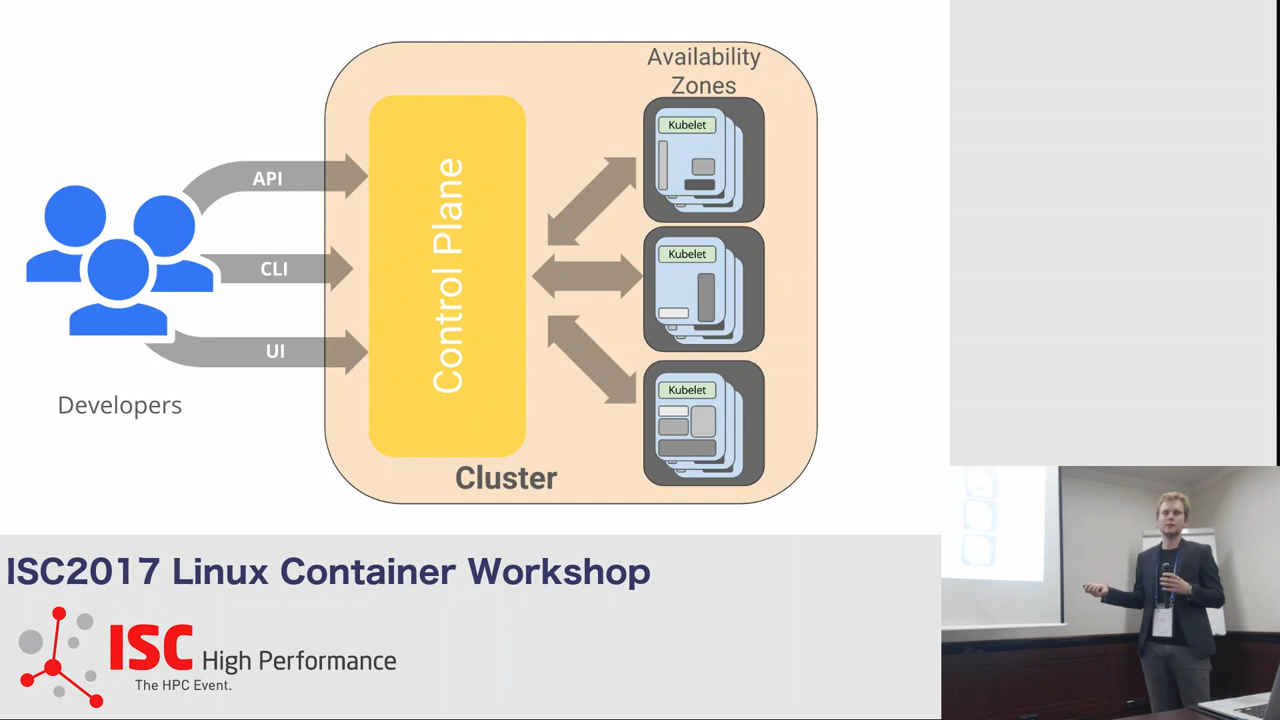 Availability
Zones
Kubelet
API
Control Plane
CLI
Kubelet
UI
Kubelet
Developers
Cluster
ISC2017 Linux Container Workshop
ISC High Performance
The HPC Event.